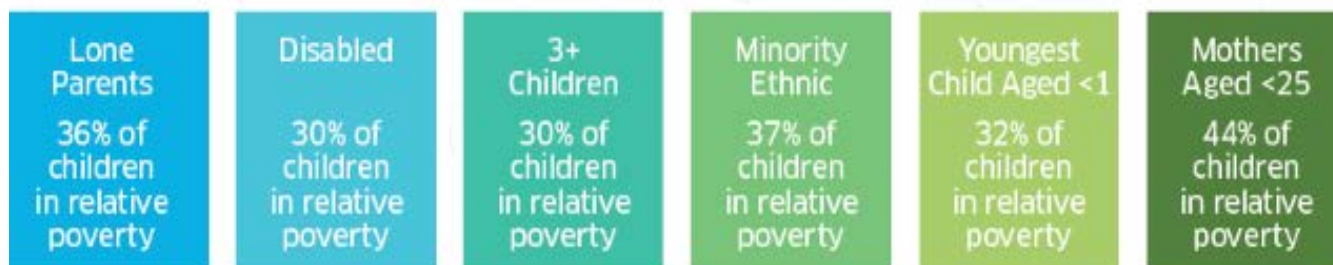 Lone
Parents
36% of
children
in relative
poverty
Disabled
30% of
children
in relative
poverty
3+
Children
30% of
children
in relative
poverty
Minority
Ethnic
37% of
children
in relative
poverty
Youngest
Child Aged <1
32% of
children
in relative
poverty
Mothers
Aged <25
44% of
children
in relative
poverty